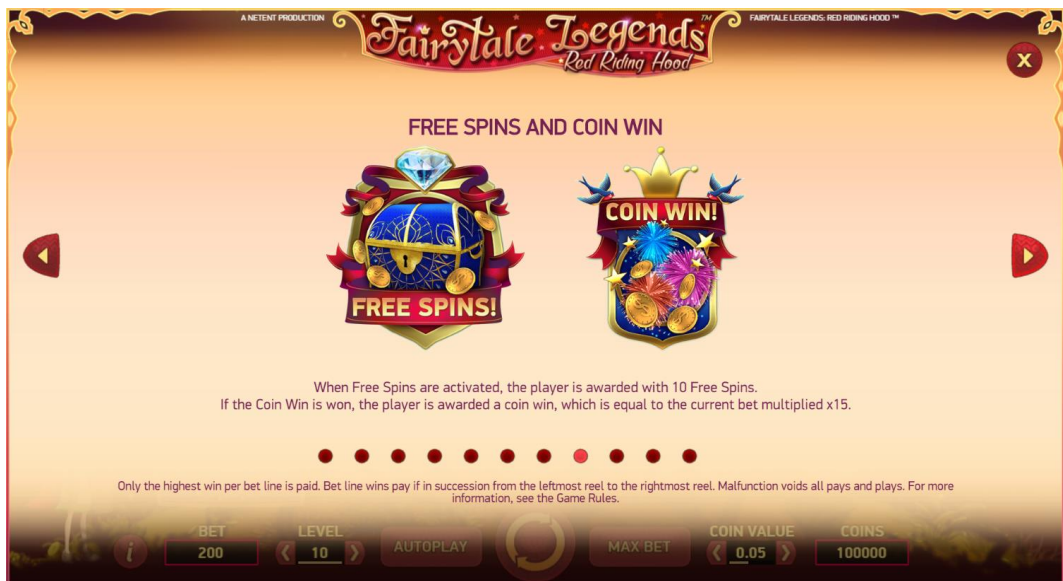 A NETENT PRODUCTION
Fairytale Legends™
Red Riding Hood
FAIRYTALE LEGENDS: RED RIDING HOOD ™
X
FREE SPINS AND COIN WIN
FREE SPINS!
COIN WIN!
When Free Spins are activated, the player is awarded with 10 Free Spins.
If the Coin Win is won, the player is awarded a coin win, which is equal to the current bet multiplied x15.
Only the highest win per bet line is paid. Bet line wins pay if in succession from the leftmost reel to the rightmost reel. Malfunction voids all pays and plays. For more
information, see the Game Rules.
i
BET
200
LEVEL
10
AUTOPLAY
MAX BET
COIN VALUE
0.05
COINS
100000